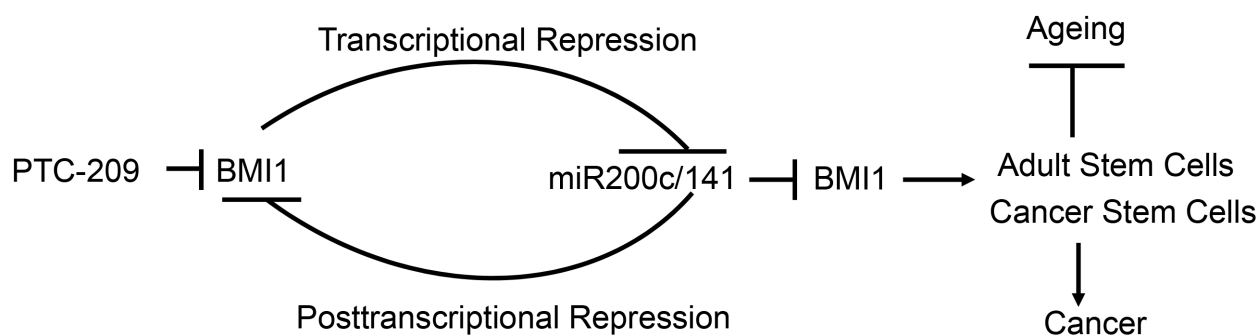 Transcriptional Repression
Ageing
PTC-209
BMI1
miR200c/141
BMI1
Adult Stem Cells
Cancer Stem Cells
Posttranscriptional Repression
Cancer